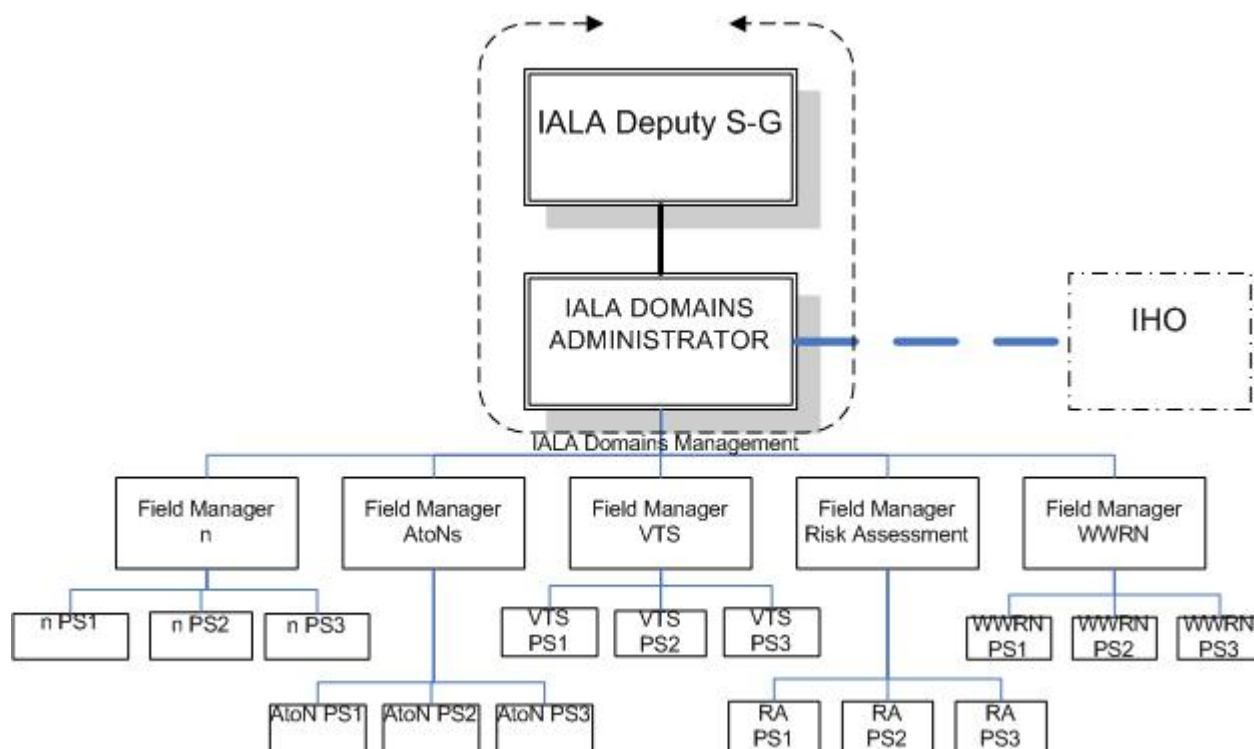 IALA Deputy S-G
IALA DOMAINS
ADMINISTRATOR
IHO
IALA Domains Management
Field Manager
n
Field Manager
AtoNs
Field Manager
VTS
Field Manager
Risk Assessment
Field Manager
WWRN
n PS1
n PS2
n PS3
VTS
PS1
VTS
PS2
VTS
PS3
WWRN
PS1
WWRN
PS2
WWRN
PS3
AtoN PS1
AtoN PS2
AtoN PS3
RA
PS1
RA
PS2
RA
PS3